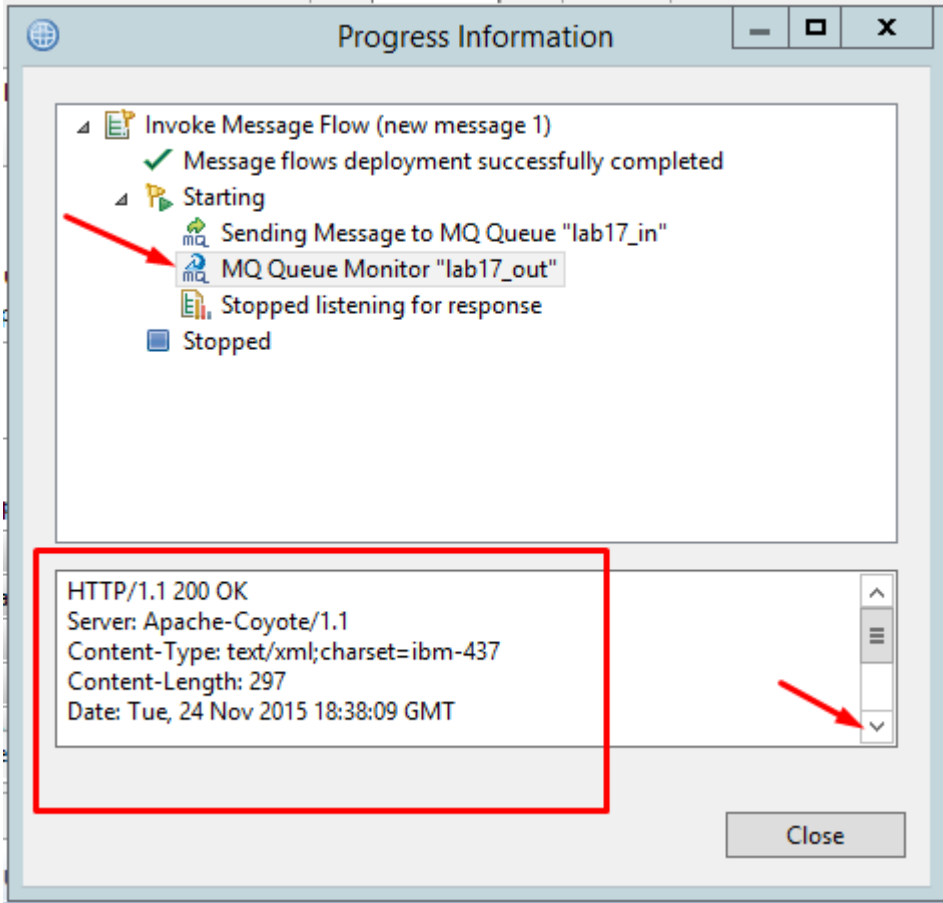 Progress Information
Invoke Message Flow (new message 1)
Message flows deployment successfully completed
Starting
Sending Message to MQ Queue "lab17_in"
MQ Queue Monitor "lab17_out"
Stopped listening for response
Stopped
HTTP/1.1 200 OK
Server: Apache-Coyote/1.1
Content-Type: text/xml;charset=ibm-437
Content-Length: 297
Date: Tue, 24 Nov 2015 18:38:09 GMT
Close